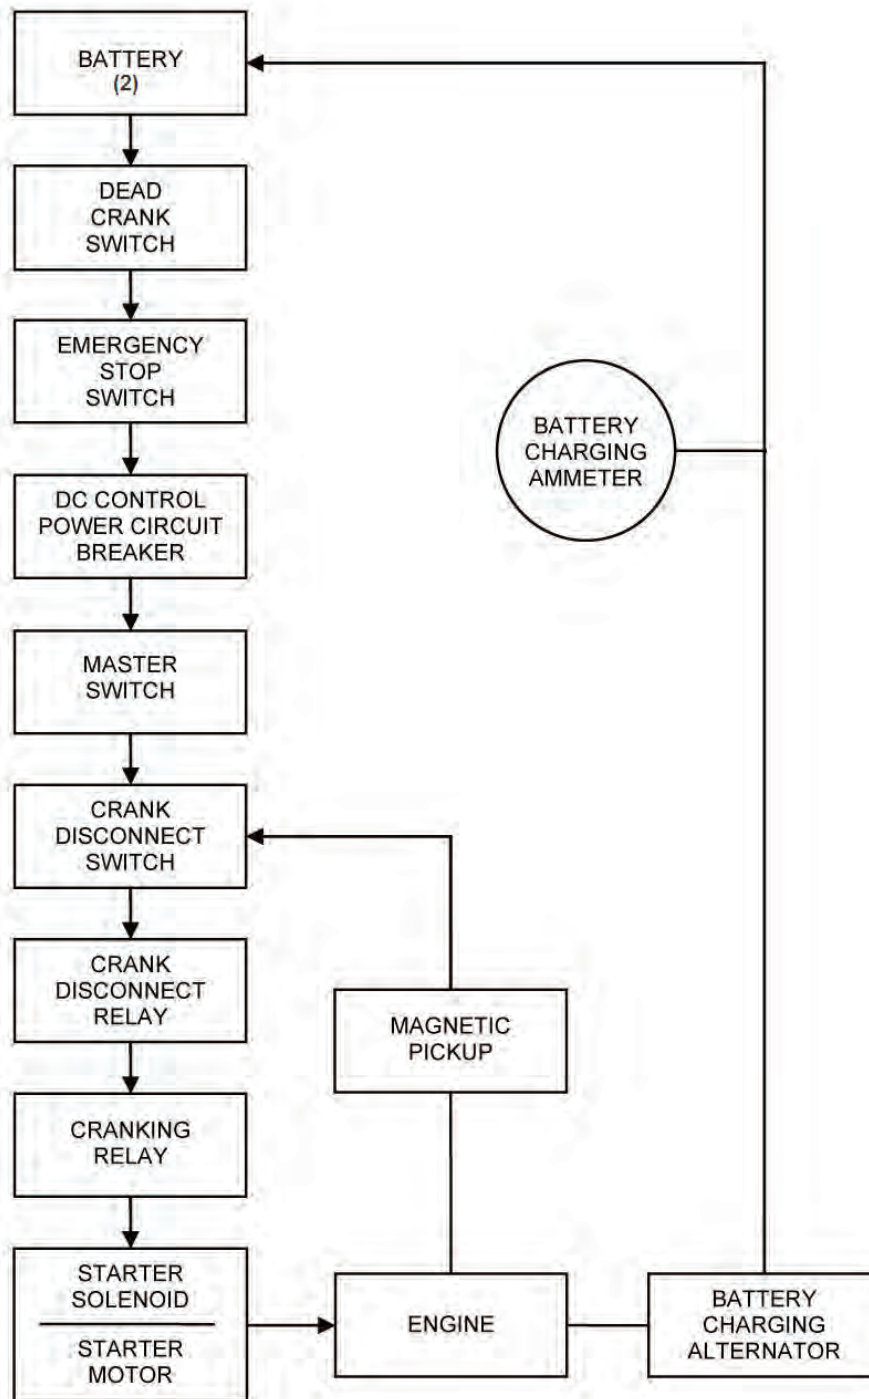 BATTERY
(2)
DEAD
CRANK
SWITCH
EMERGENCY
STOP
SWITCH
BATTERY
CHARGING
AMMETER
DC CONTROL
POWER CIRCUIT
BREAKER
MASTER
SWITCH
CRANK
DISCONNECT
SWITCH
CRANK
DISCONNECT
RELAY
MAGNETIC
PICKUP
CRANKING
RELAY
STARTER
SOLENOID
STARTER
MOTOR
ENGINE
BATTERY
CHARGING
ALTERNATOR